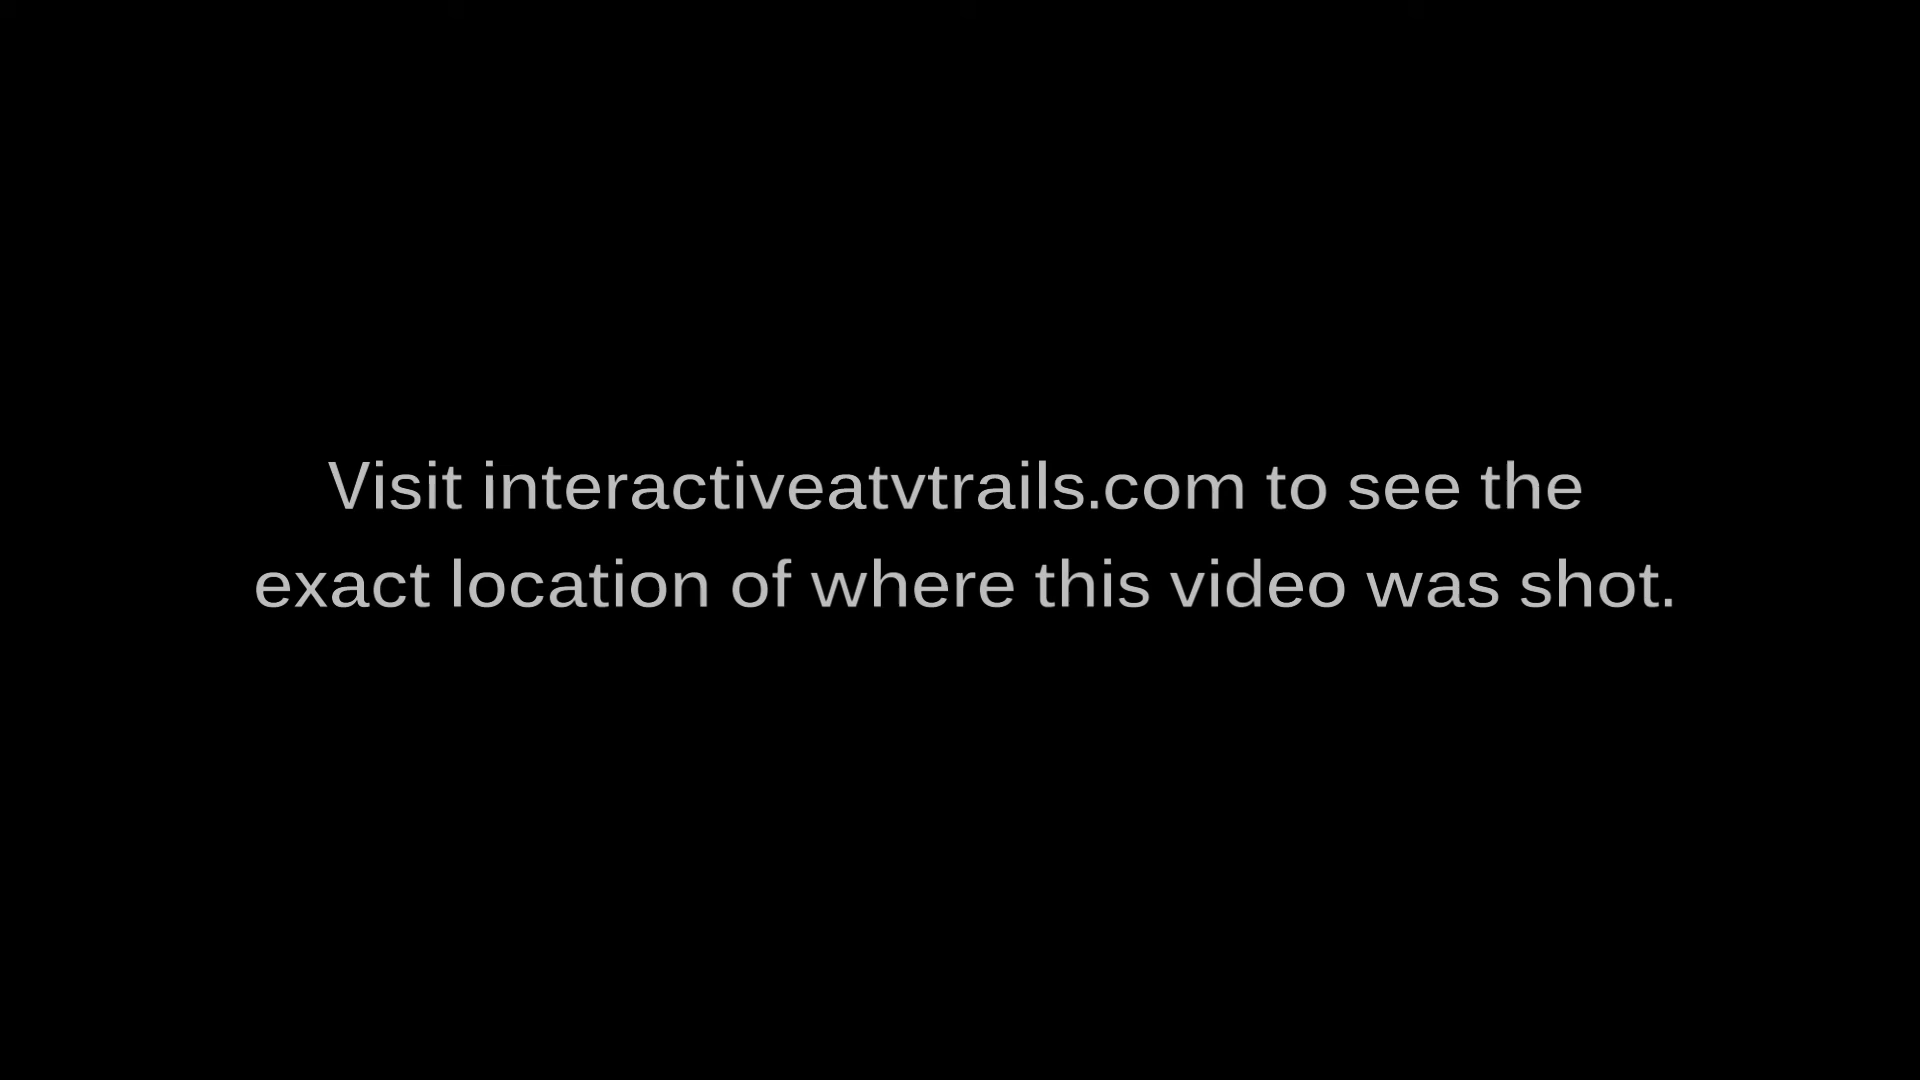 Visit interactiveatvtrails.com to see the
exact location of where this video was shot.